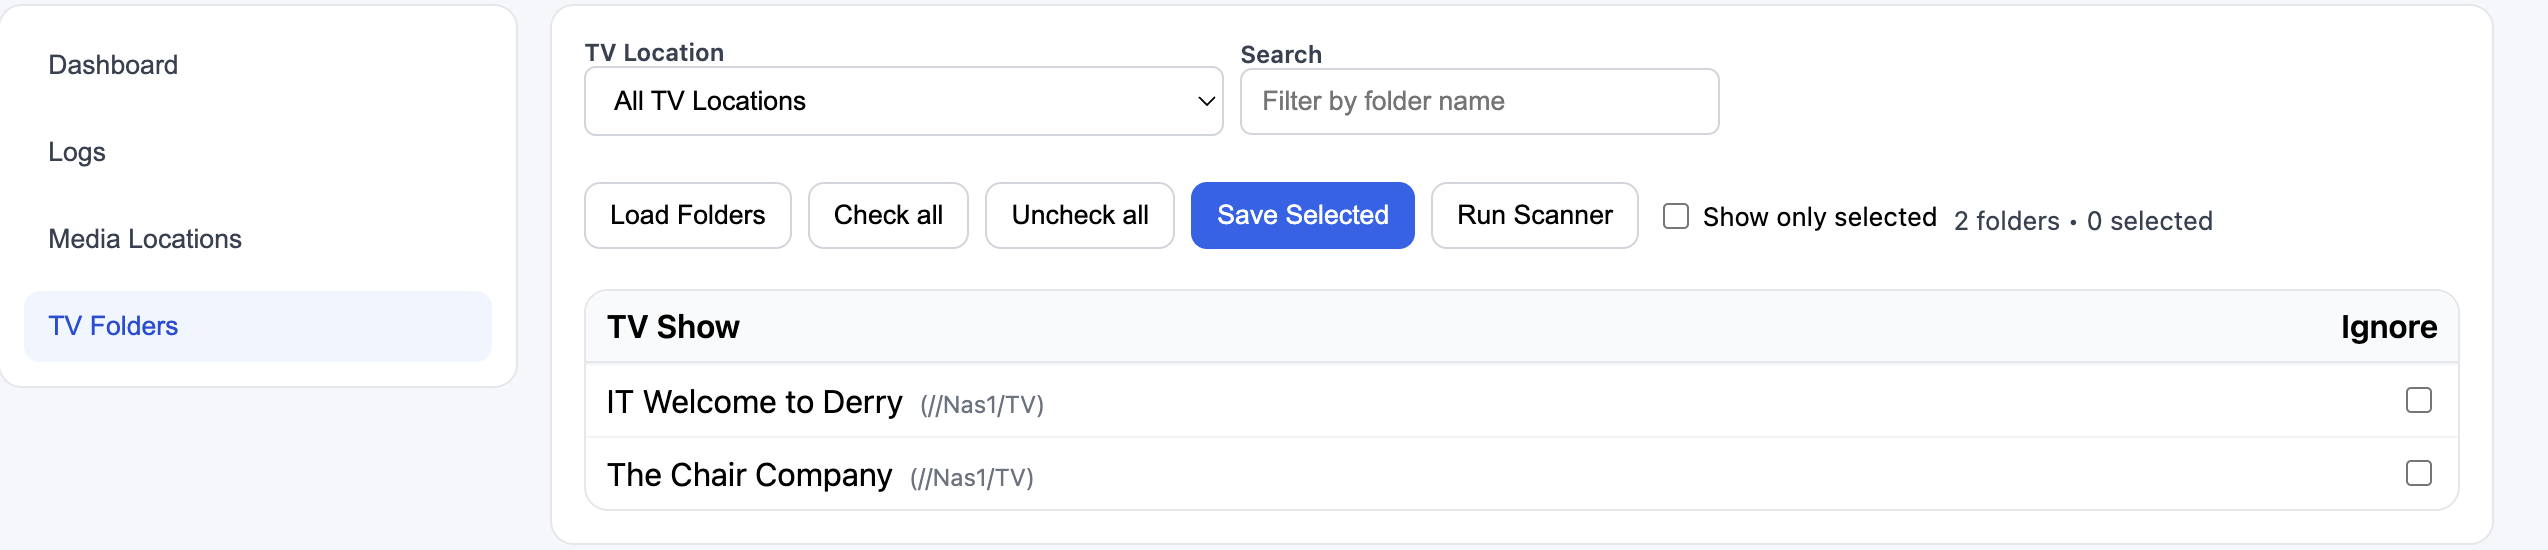 Dashboard
Logs
Media Locations
TV Folders
TV Location
Search
All TV Locations
Filter by folder name
Load Folders
Check all
Uncheck all
Save Selected
Run Scanner
Show only selected
2 folders • 0 selected
TV Show
Ignore
IT Welcome to Derry (//Nas1/TV)
The Chair Company (//Nas1/TV)